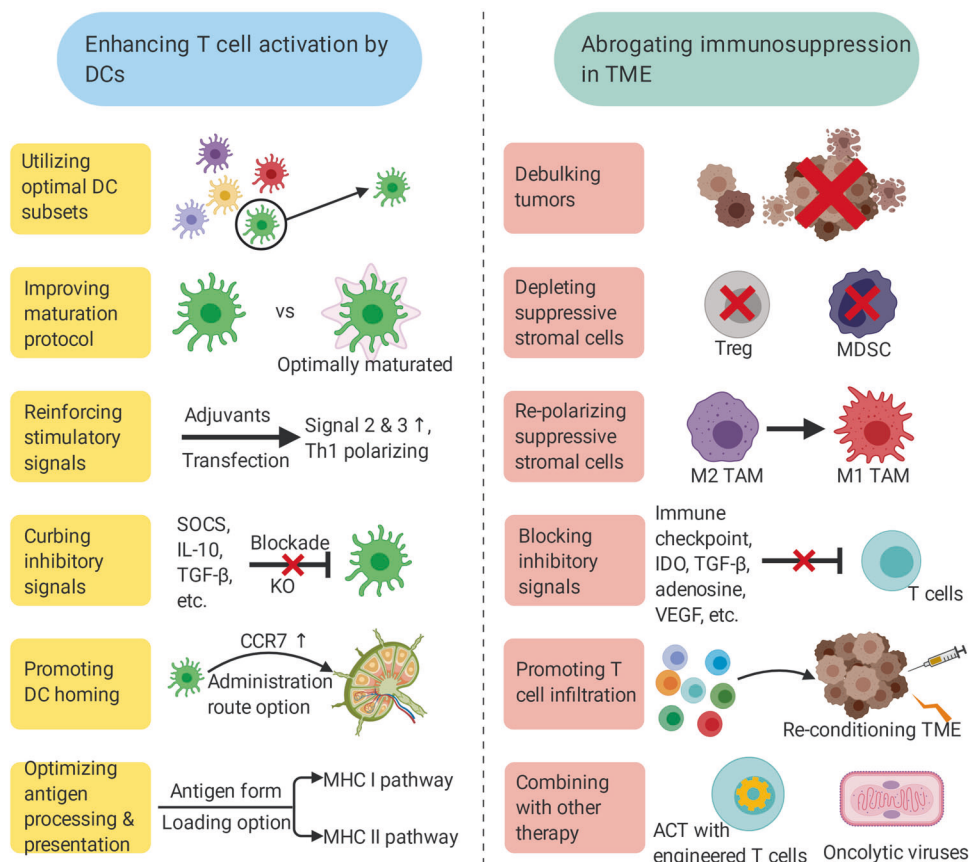 Enhancing T cell activation by
DCs
Utilizing
optimal DC
subsets
Improving
maturation
protocol
vs
Optimally maturated
Reinforcing
stimulatory
signals
Adjuvants
Transfection
Signal 2 & 3 ↑,
Th1 polarizing
Curbing
inhibitory
signals
SOCS,
IL-10,
TGF-β,
etc.
Blockade
KO
Promoting
DC homing
CCR7 ↑
Administration
route option
Optimizing
antigen
processing &
presentation
Antigen form
Loading option
MHC I pathway
MHC II pathway
Abrogating immunosuppression
in TME
Debulking
tumors
Depleting
suppressive
stromal cells
Treg
MDSC
Re-polarizing
suppressive
stromal cells
M2 TAM
M1 TAM
Blocking
inhibitory
signals
Immune
checkpoint,
IDO, TGF-β,
adenosine,
VEGF, etc.
T cells
Promoting T
cell infiltration
Re-conditioning TME
Combining
with other
therapy
ACT with
engineered T cells
Oncolytic viruses